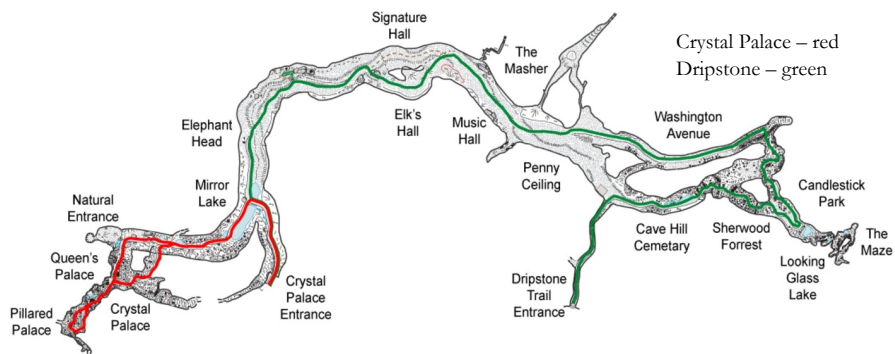 Signature
Hall
The
Masher
Crystal Palace – red
Dripstone – green
Elephant
Head
Elk's
Hall
Music
Hall
Washington
Avenue
Penny
Ceiling
Mirror
Lake
Natural
Entrance
Queen's
Palace
Candlestick
Park
Cave Hill
Cemetary
Sherwood
Forrest
The
Maze
Looking
Glass
Lake
Pillared
Palace
Crystal
Palace
Crystal
Palace
Entrance
Dripstone
Trail
Entrance